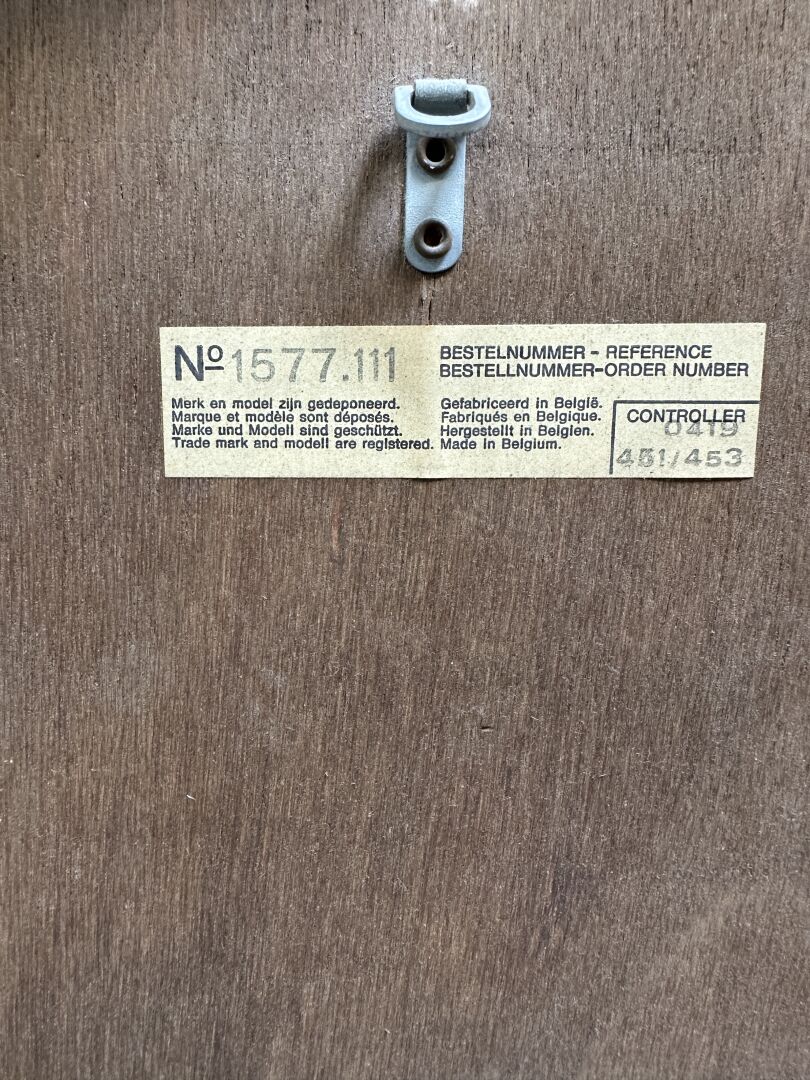 Nº 1577.111
BESTELNUMMER - REFERENCE
BESTELLNUMMER-ORDER NUMBER
Merk en model zijn gedeponeerd.
Marque et modèle sont déposés.
Marke und Modell sind geschützt.
Trade mark and modell are registered.
Gefabriceerd in België.
Fabriqués en Belgique.
Hergestellt in Belgien.
Made in Belgium.
CONTROLLER
0419
451/453